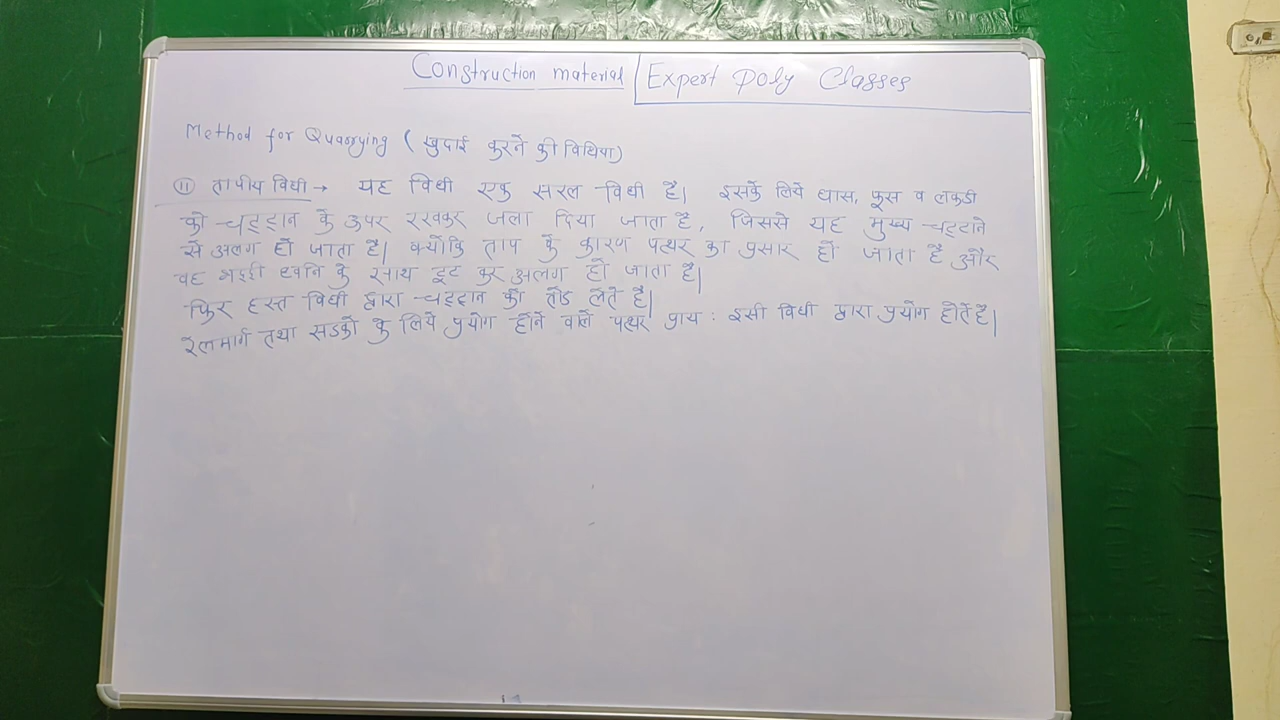 Construction material | Expert Poly Classes
Method for Quarrying ( खुदाई करने की विधिया)
(11) तापीय विधी → यह विधी एक सरल विधी है। इसके लिये घास, फूस व लकडी
को चट्टान के उपर रखकर जला दिया जाता है, जिससे यह मुख्य चट्टाने
से अलग हो जाता है। क्योकि ताप के कारण पत्थर का प्रसार हो जाता है और
वह भद्दी ध्वनि के साथ टूट कर अलग हो जाता है।
फिर हस्त विधी द्वारा चट्टान को तोड लेते है।
रेलमार्ग तथा सडको के लिये प्रयोग होने वाले पत्थर प्राय: इसी विधी द्वारा प्रयोग होते है।